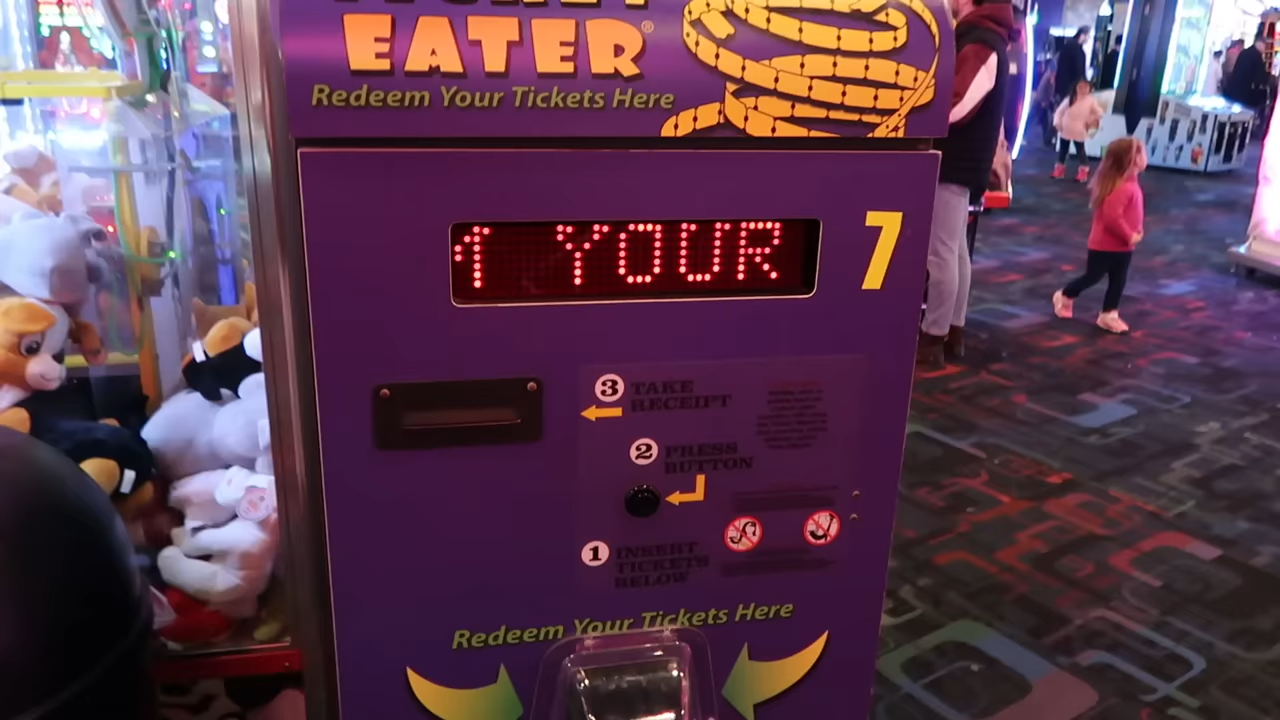 EATER®
Redeem Your Tickets Here
YOUR
7
3 TAKE
RECEIPT
2 PRESS
BUTTON
1 INSERT
TICKETS
BELOW
Redeem Your Tickets Here